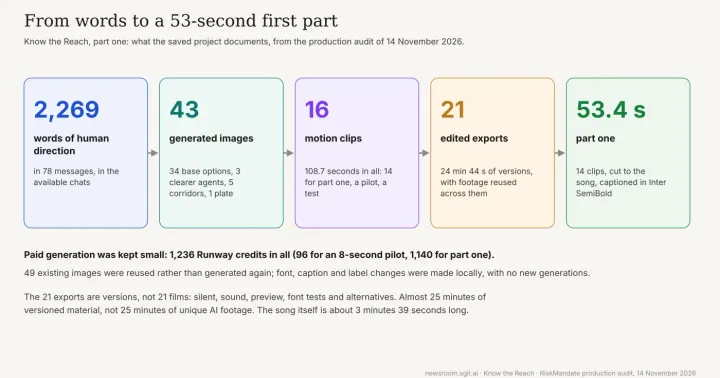 From words to a 53-second first part
Know the Reach, part one: what the saved project documents, from the production audit of 14 November 2026.
2,269
words of human
direction
in 78 messages, in the
available chats
43
generated images
34 base options, 3
clearer agents, 5
corridors, 1 plate
16
motion clips
108.7 seconds in all: 14
for part one, a pilot, a
test
21
edited exports
24 min 44 s of versions,
with footage reused
across them
53.4 s
part one
14 clips, cut to the
song, captioned in Inter
SemiBold
Paid generation was kept small: 1,236 Runway credits in all (96 for an 8-second pilot, 1,140 for part one).
49 existing images were reused rather than generated again; font, caption and label changes were made locally, with no new generations.
The 21 exports are versions, not 21 films: silent, sound, preview, font tests and alternatives. Almost 25 minutes of
versioned material, not 25 minutes of unique AI footage. The song itself is about 3 minutes 39 seconds long.
newsroom.sgit.ai · Know the Reach · RiskMandate production audit, 14 November 2026